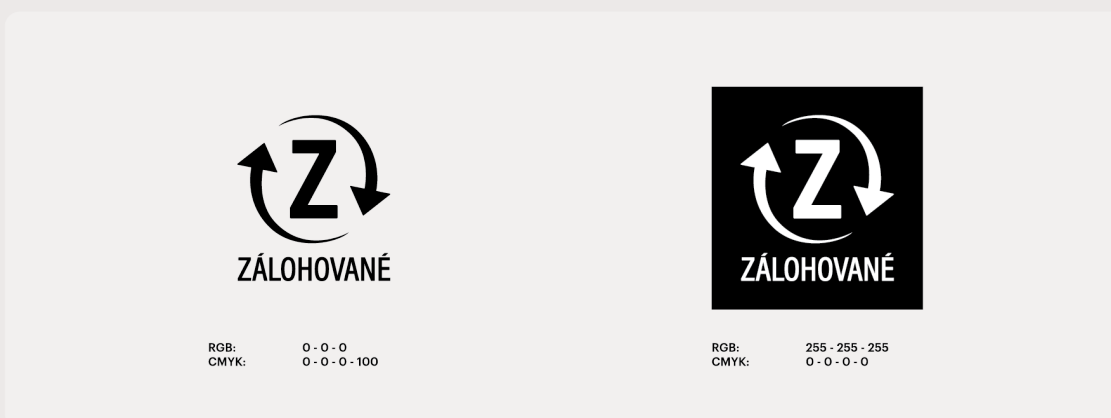 Z
ZÁLOHOVANÉ
RGB: 0 - 0 - 0
CMYK: 0 - 0 - 0 - 100
Z
ZÁLOHOVANÉ
RGB: 255 - 255 - 255
CMYK: 0 - 0 - 0 - 0